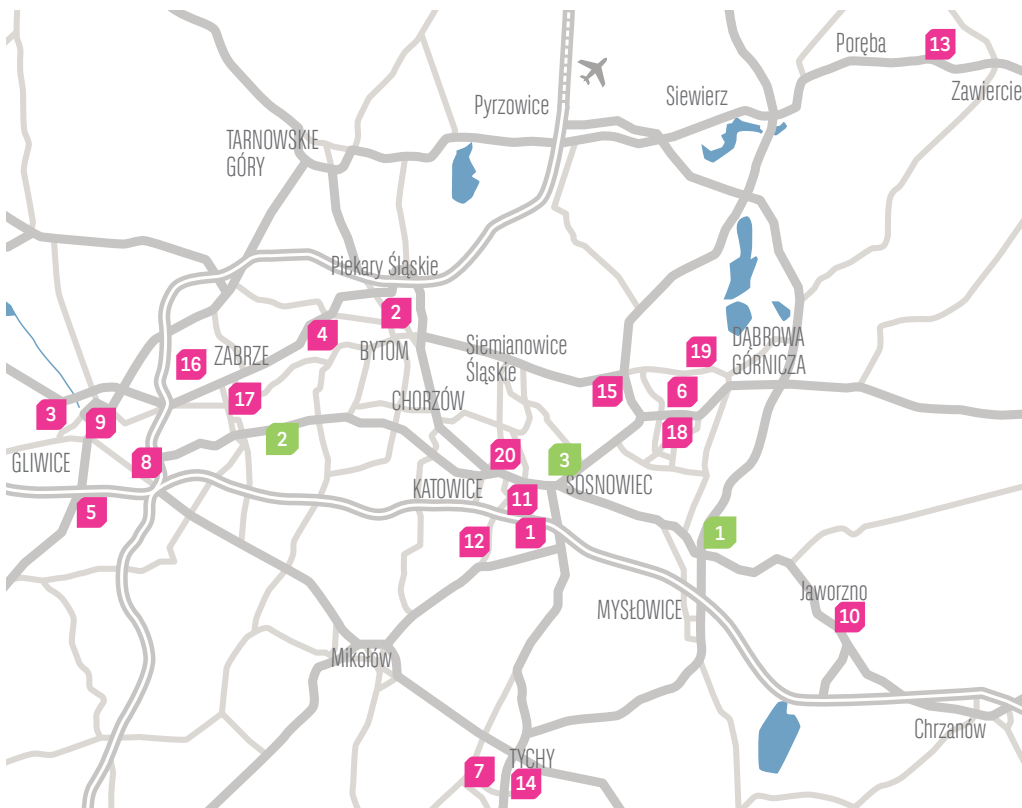 Poręba
13
Zawiercie
Siewierz
Pyrzowice
TARNOWSKIE
GÓRY
Piekary Śląskie
2
4
BYTOM
Siemianowice
Śląskie
DĄBROWA
GÓRNICZA
19
16
ZABRZE
17
CHORZÓW
15
6
3
9
2
18
GLIWICE
8
20
3
KATOWICE
SOSNOWIEC
5
11
12
1
1
MYSŁOWICE
Jaworzno
10
Mikołów
Chrzanów
TYCHY
7
14